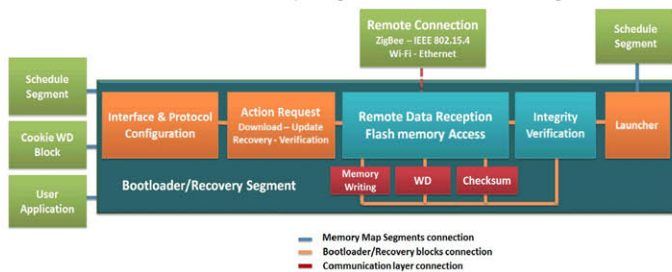 Remote Connection
ZigBee – IEEE 802.15.4
Wi-Fi - Ethernet
Schedule
Segment
Schedule
Segment
Cookie WD
Block
User
Application
Interface & Protocol
Configuration
Action Request
Download – Update
Recovery - Verification
Remote Data Reception
Flash memory Access
Integrity
Verification
Launcher
Memory
Writing
WD
Checksum
Bootloader/Recovery Segment
Memory Map Segments connection
Bootloader/Recovery blocks connection
Communication layer connection